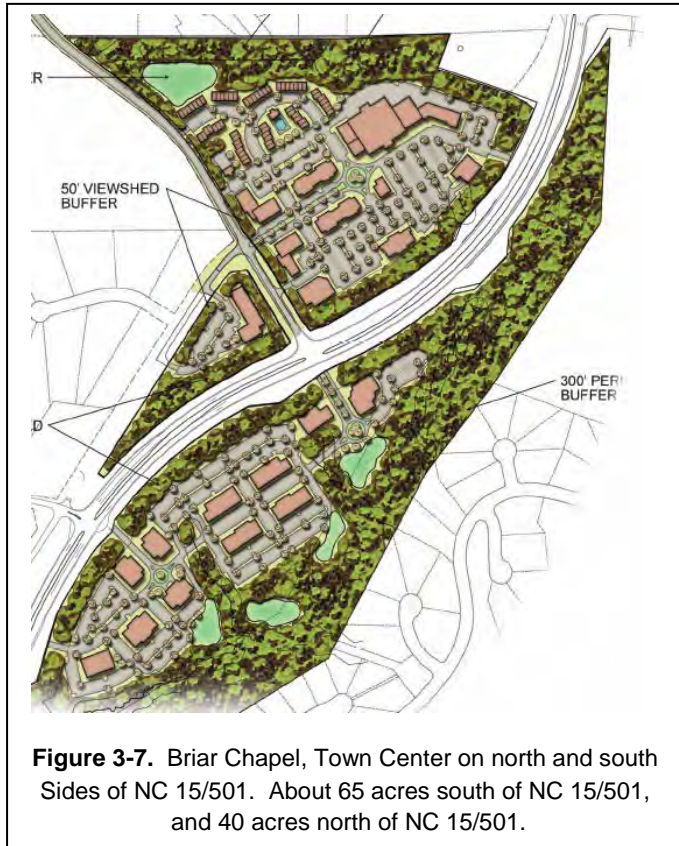 50' VIEWSHED
BUFFER
300'
BUFFER
Figure 3-7. Briar Chapel, Town Center on north and south
Sides of NC 15/501. About 65 acres south of NC 15/501,
and 40 acres north of NC 15/501.